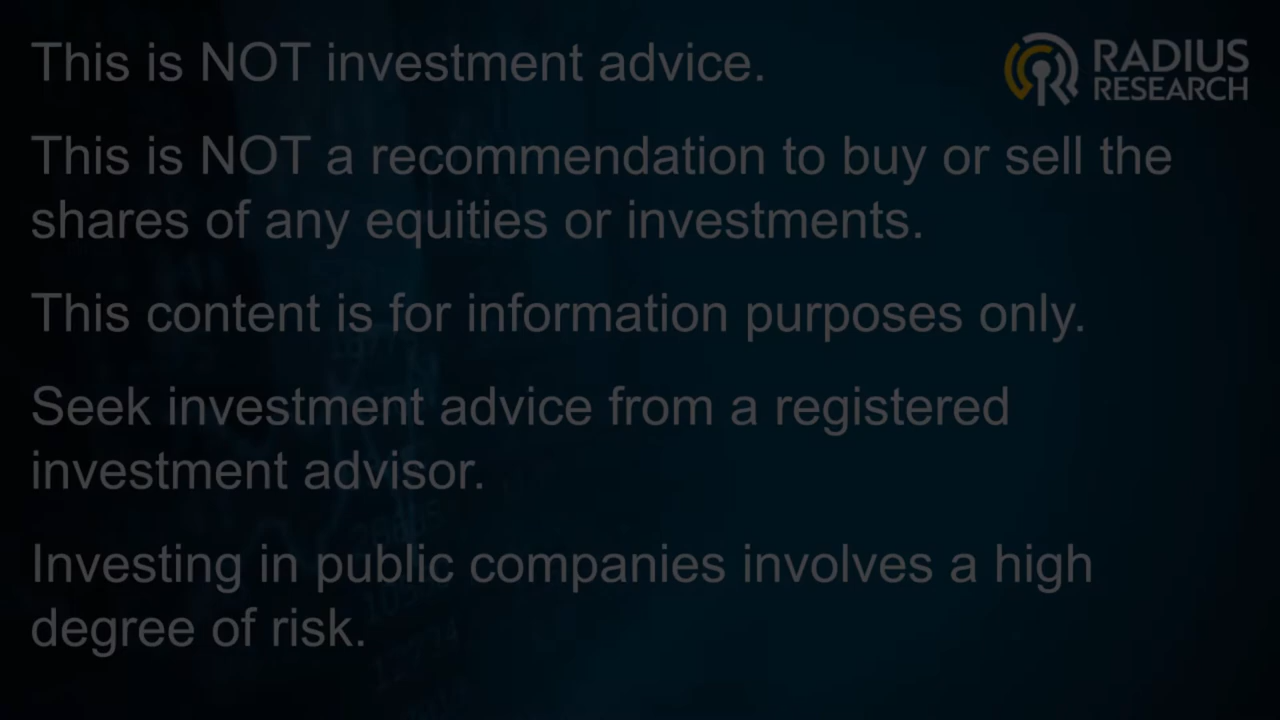 This is NOT investment advice.
RADIUS
RESEARCH
This is NOT a recommendation to buy or sell the
shares of any equities or investments.
This content is for information purposes only.
Seek investment advice from a registered
investment advisor.
Investing in public companies involves a high
degree of risk.